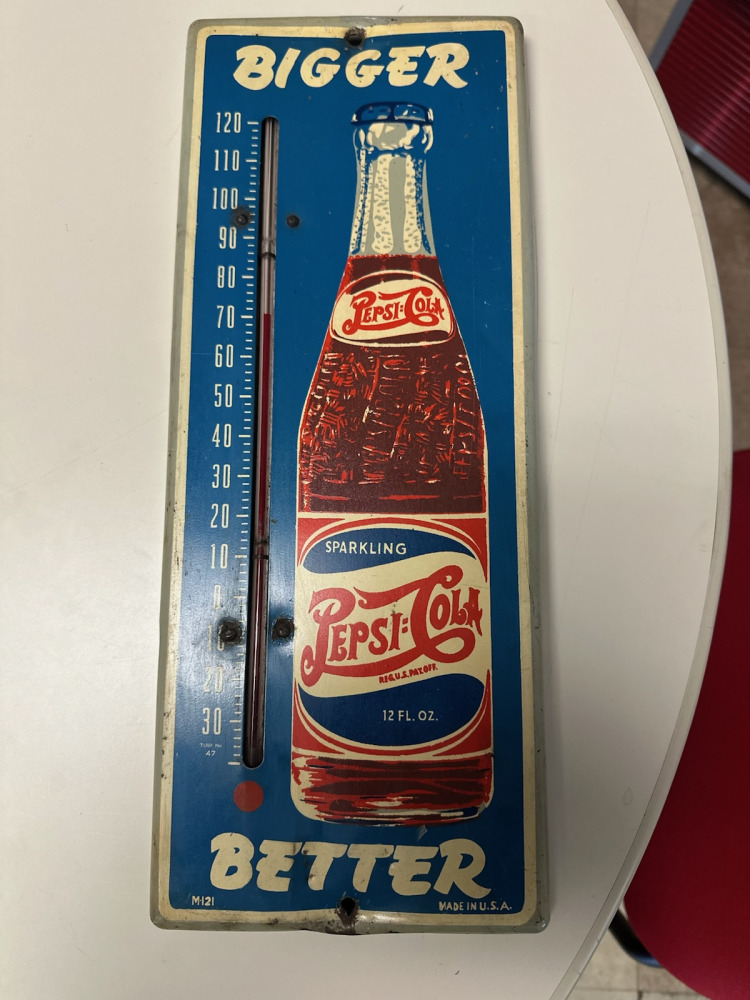 BIGGER
120
110
100
90
80
70
60
50
40
30
20
10
0
10
20
30
PEPSI:COLA
SPARKLING
PEPSI:COLA
REG.U.S.PAT.OFF.
12 FL. OZ.
47
BETTER
M-121
MADE IN U.S.A.